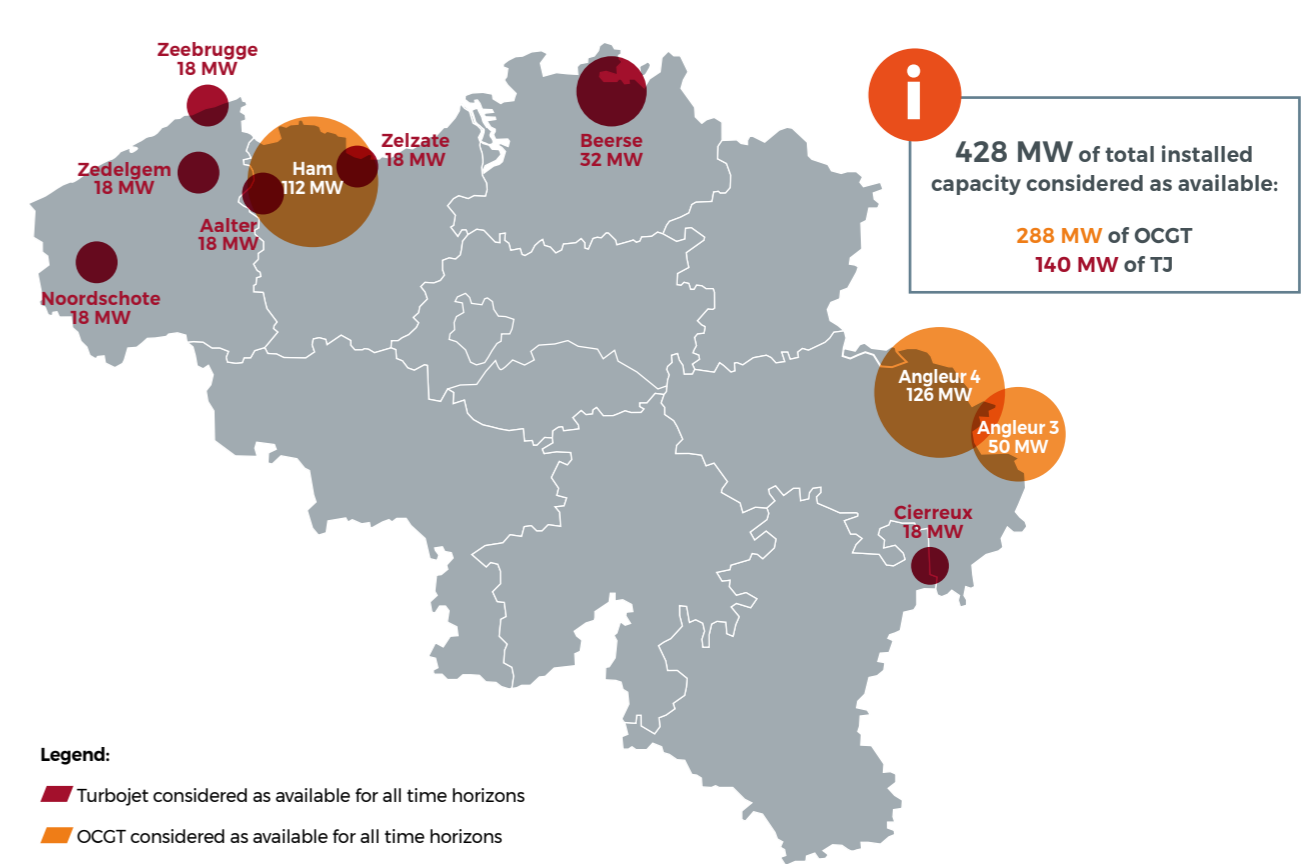 Zeebrugge
18 MW
Zedelgem
18 MW
Aalter
18 MW
Noordschote
18 MW
Ham
112 MW
Zelzate
18 MW
Beerse
32 MW
i
428 MW of total installed
capacity considered as available:
288 MW of OCGT
140 MW of TJ
Angleur 4
126 MW
Angleur 3
50 MW
Cierreux
18 MW
Legend:
Turbojet considered as available for all time horizons
OCGT considered as available for all time horizons